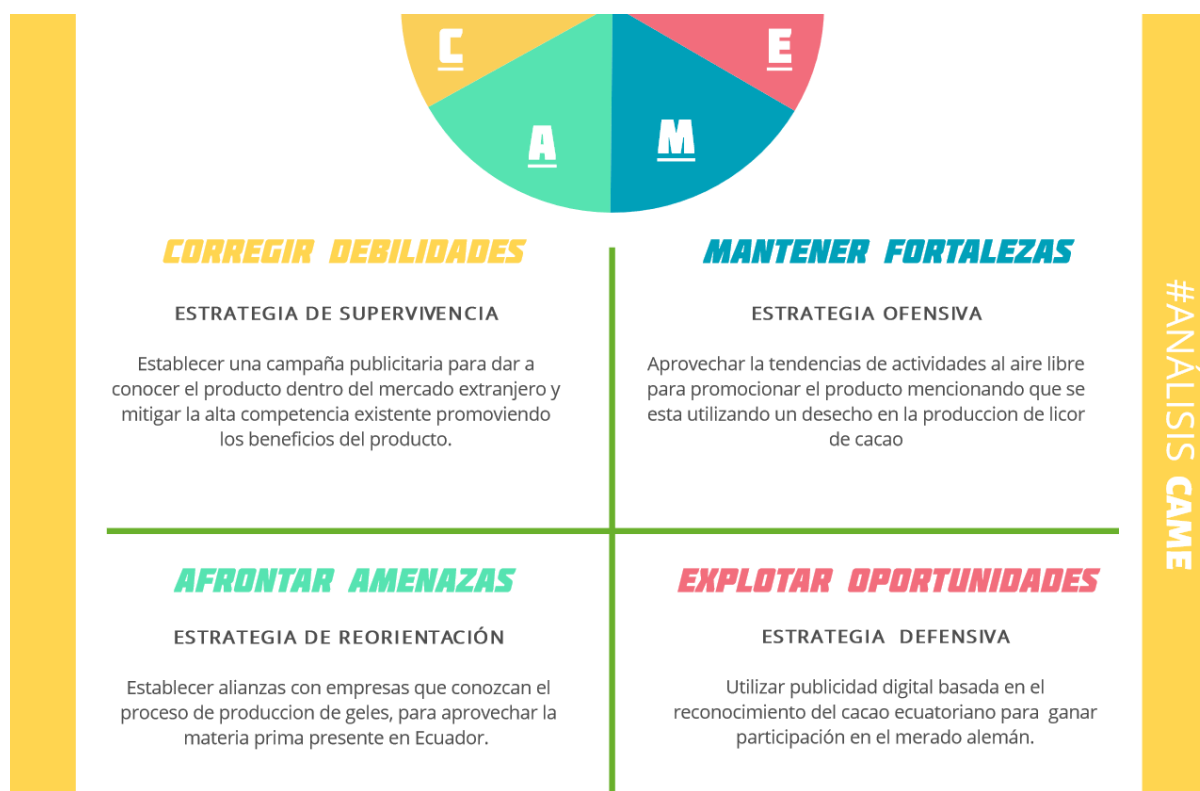 C
E
A
M
CORREGIR DEBILIDADES
ESTRATEGIA DE SUPERVIVENCIA
Establecer una campaña publicitaria para dar a
conocer el producto dentro del mercado extranjero y
mitigar la alta competencia existente promoviendo
los beneficios del producto.
MANTENER FORTALEZAS
ESTRATEGIA OFENSIVA
Aprovechar la tendencias de actividades al aire libre
para promocionar el producto mencionando que se
esta utilizando un desecho en la produccion de licor
de cacao
AFRONTAR AMENAZAS
ESTRATEGIA DE REORIENTACIÓN
Establecer alianzas con empresas que conozcan el
proceso de produccion de geles, para aprovechar la
materia prima presente en Ecuador.
EXPLOTAR OPORTUNIDADES
ESTRATEGIA DEFENSIVA
Utilizar publicidad digital basada en el
reconocimiento del cacao ecuatoriano para ganar
participación en el merado alemán.
#ANÁLISIS CAME